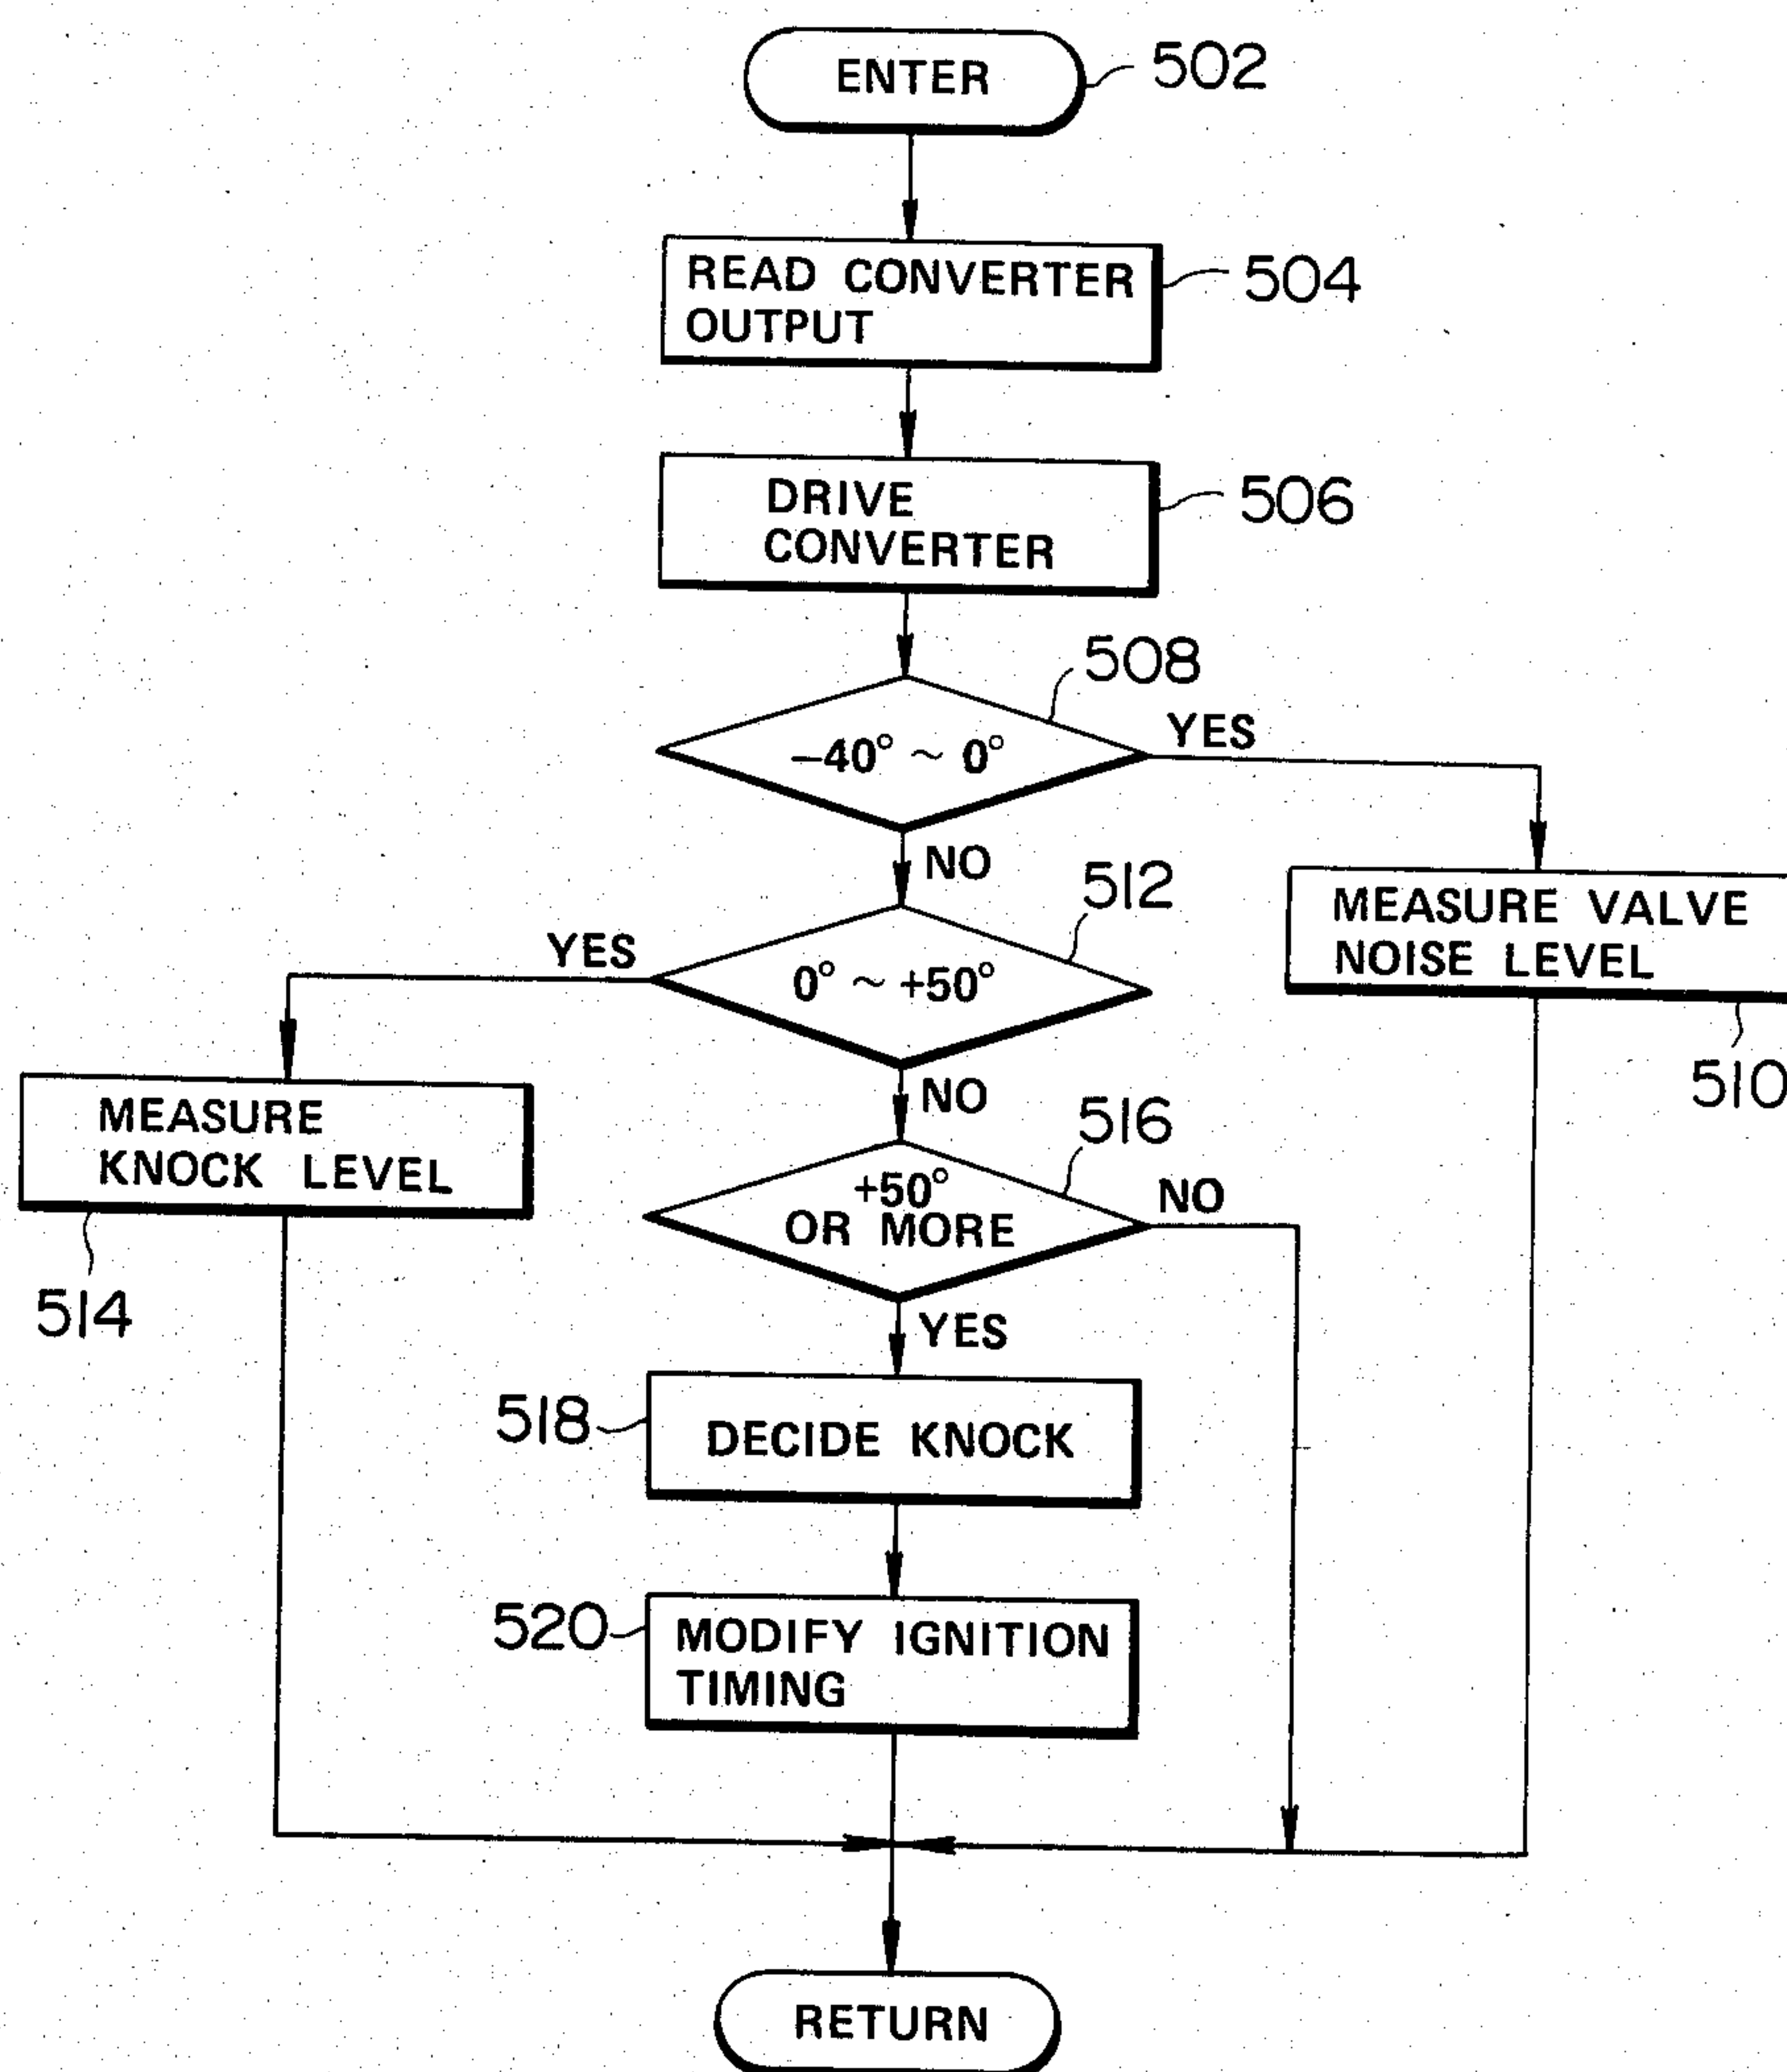 ENTER
502
READ CONVERTER
OUTPUT
504
DRIVE
CONVERTER
506
508
–40° ~ 0°
YES
NO
512
MEASURE VALVE
NOISE LEVEL
510
YES
0° ~ +50°
MEASURE
KNOCK LEVEL
514
NO
516
+50°
OR MORE
NO
YES
518
DECIDE KNOCK
520
MODIFY IGNITION
TIMING
RETURN